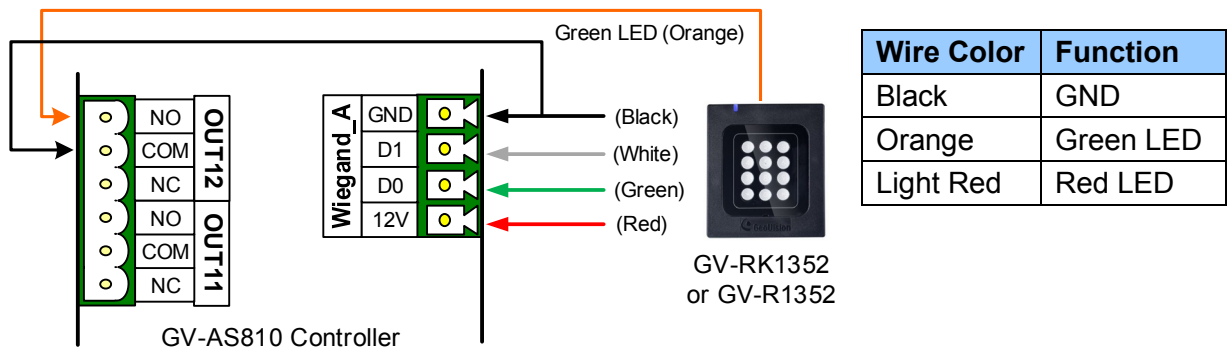 Green LED (Orange)
NO
COM
NC
OUT12
NO
COM
NC
OUT11
Wiegand_A
GND
D1
D0
12V
(Black)
(White)
(Green)
(Red)
GV-RK1352
or GV-R1352
GV-AS810 Controller
Wire Color Function
Black GND
Orange Green LED
Light Red Red LED